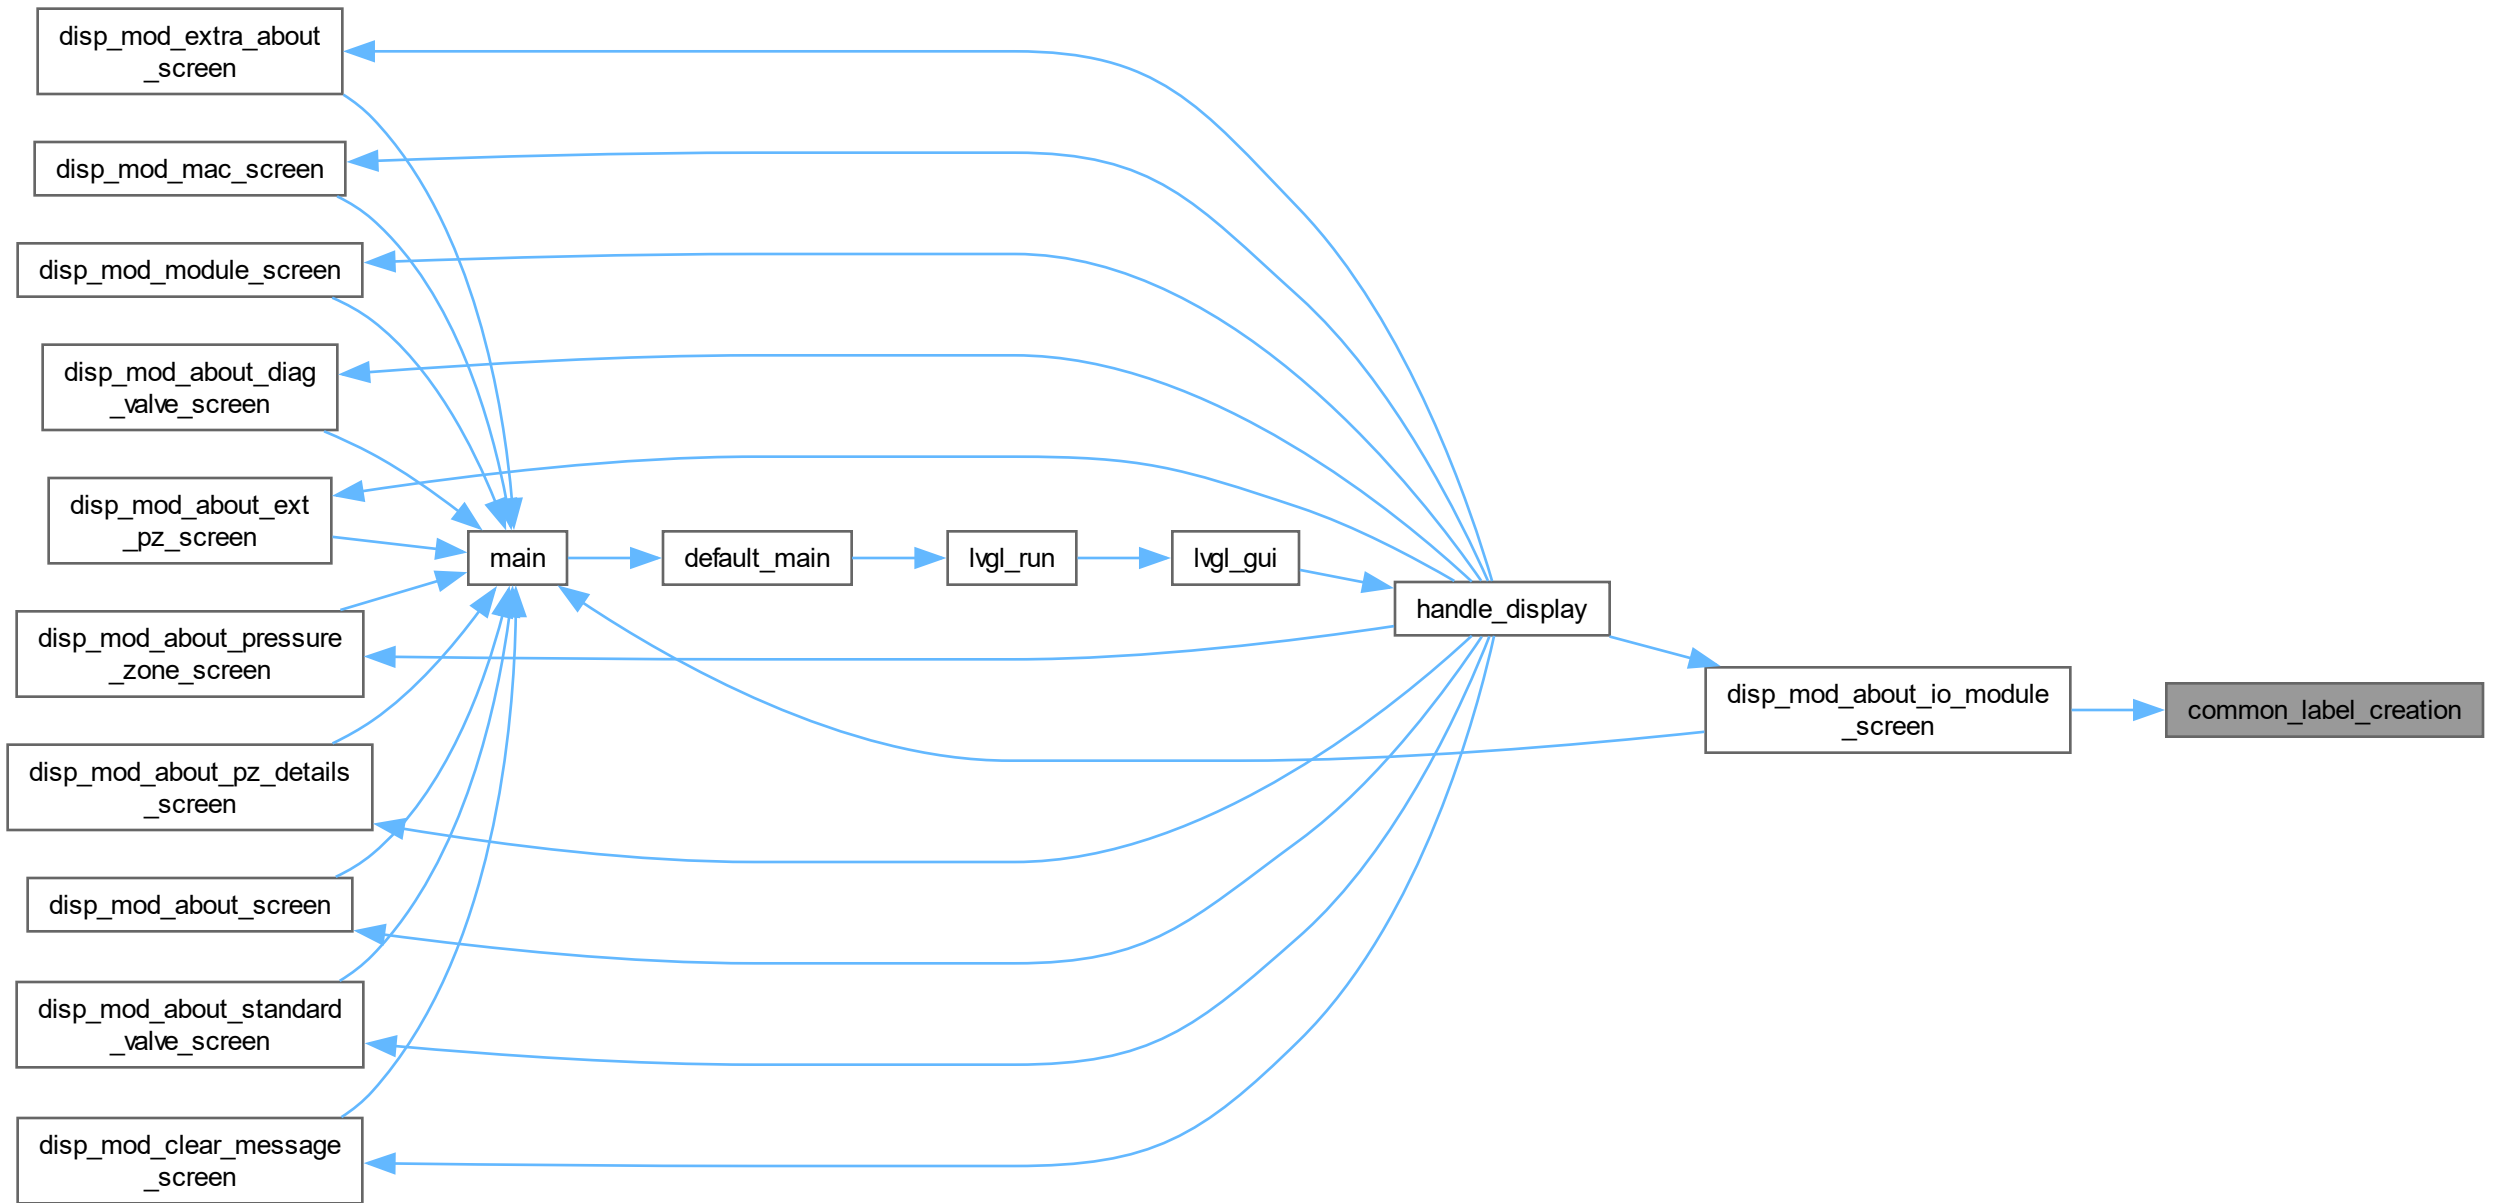 disp_mod_extra_about
_screen
disp_mod_mac_screen
disp_mod_module_screen
disp_mod_about_diag
_valve_screen
disp_mod_about_ext
_pz_screen
main
default_main
lvgl_run
lvgl_gui
handle_display
disp_mod_about_pressure
_zone_screen
disp_mod_about_io_module
_screen
common_label_creation
disp_mod_about_pz_details
_screen
disp_mod_about_screen
disp_mod_about_standard
_valve_screen
disp_mod_clear_message
_screen